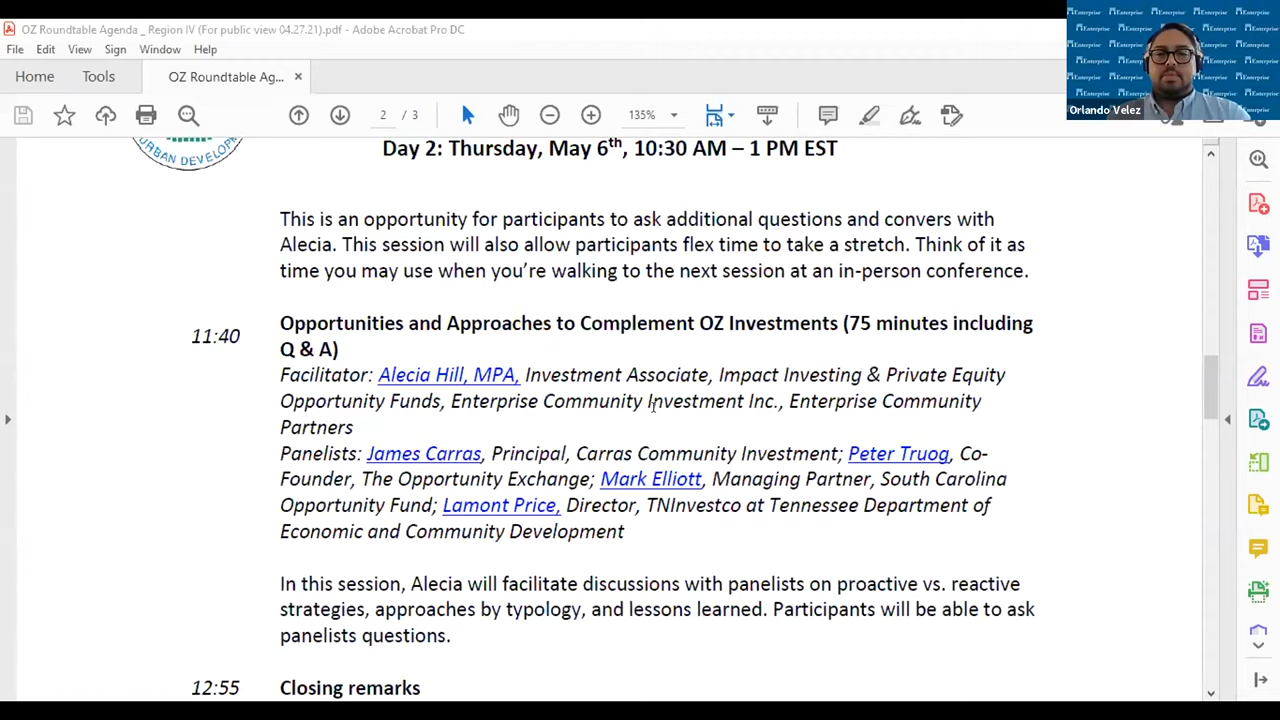 OZ Roundtable Agenda _ Region IV (For public view 04.27.21).pdf - Adobe Acrobat Pro DC
File Edit View Sign Window Help
Home Tools OZ Roundtable Ag... ×
2 / 3 135%
Enterprise
Orlando Velez
URBAN DEVELOP
Day 2: Thursday, May 6th, 10:30 AM – 1 PM EST
This is an opportunity for participants to ask additional questions and convers with
Alecia. This session will also allow participants flex time to take a stretch. Think of it as
time you may use when you’re walking to the next session at an in-person conference.
11:40 Opportunities and Approaches to Complement OZ Investments (75 minutes including
Q & A)
Facilitator: Alecia Hill, MPA, Investment Associate, Impact Investing & Private Equity
Opportunity Funds, Enterprise Community Investment Inc., Enterprise Community
Partners
Panelists: James Carras, Principal, Carras Community Investment; Peter Truog, Co-
Founder, The Opportunity Exchange; Mark Elliott, Managing Partner, South Carolina
Opportunity Fund; Lamont Price, Director, TNInvestco at Tennessee Department of
Economic and Community Development
In this session, Alecia will facilitate discussions with panelists on proactive vs. reactive
strategies, approaches by typology, and lessons learned. Participants will be able to ask
panelists questions.
12:55 Closing remarks